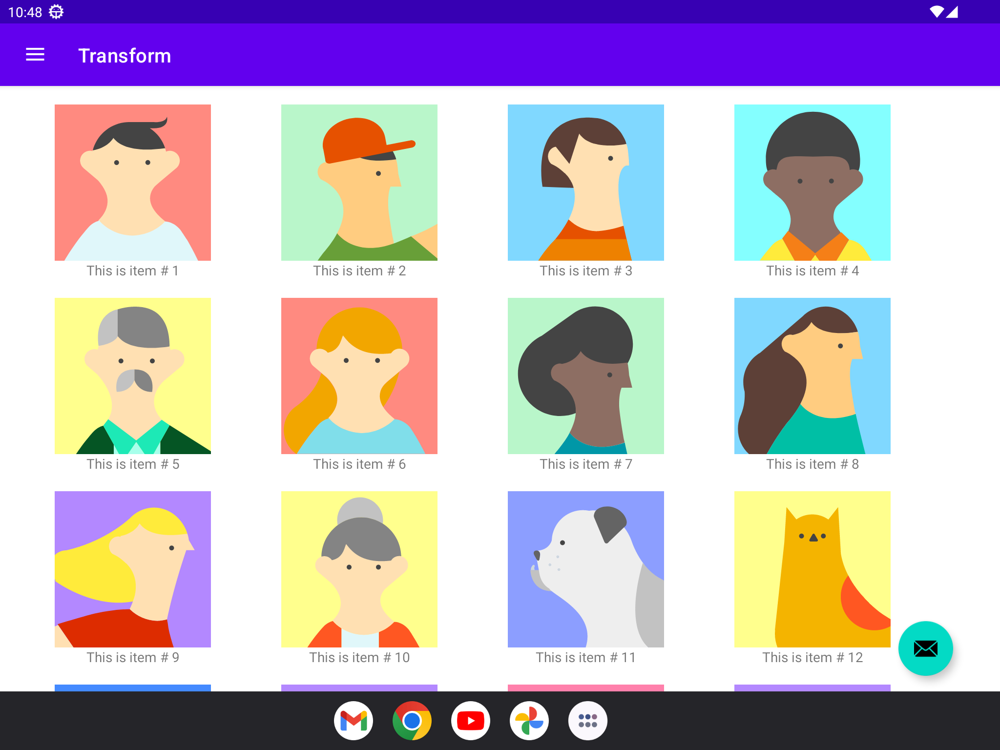 10:48
Transform
This is item # 1
This is item # 2
This is item # 3
This is item # 4
This is item # 5
This is item # 6
This is item # 7
This is item # 8
This is item # 9
This is item # 10
This is item # 11
This is item # 12